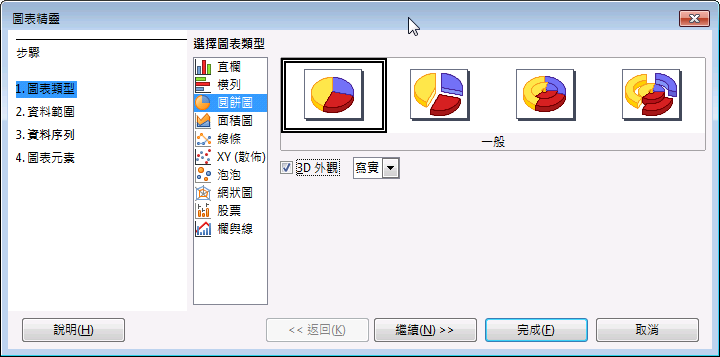 圖表精靈
步驟
1. 圖表類型
2. 資料範圍
3. 資料序列
4. 圖表元素
選擇圖表類型
直欄
橫列
圓餅圖
面積圖
線條
XY (散佈)
泡泡
網狀圖
股票
欄與線
一般
3D 外觀
寫實
說明(H)
<< 返回(K)
繼續(N) >>
完成(F)
取消